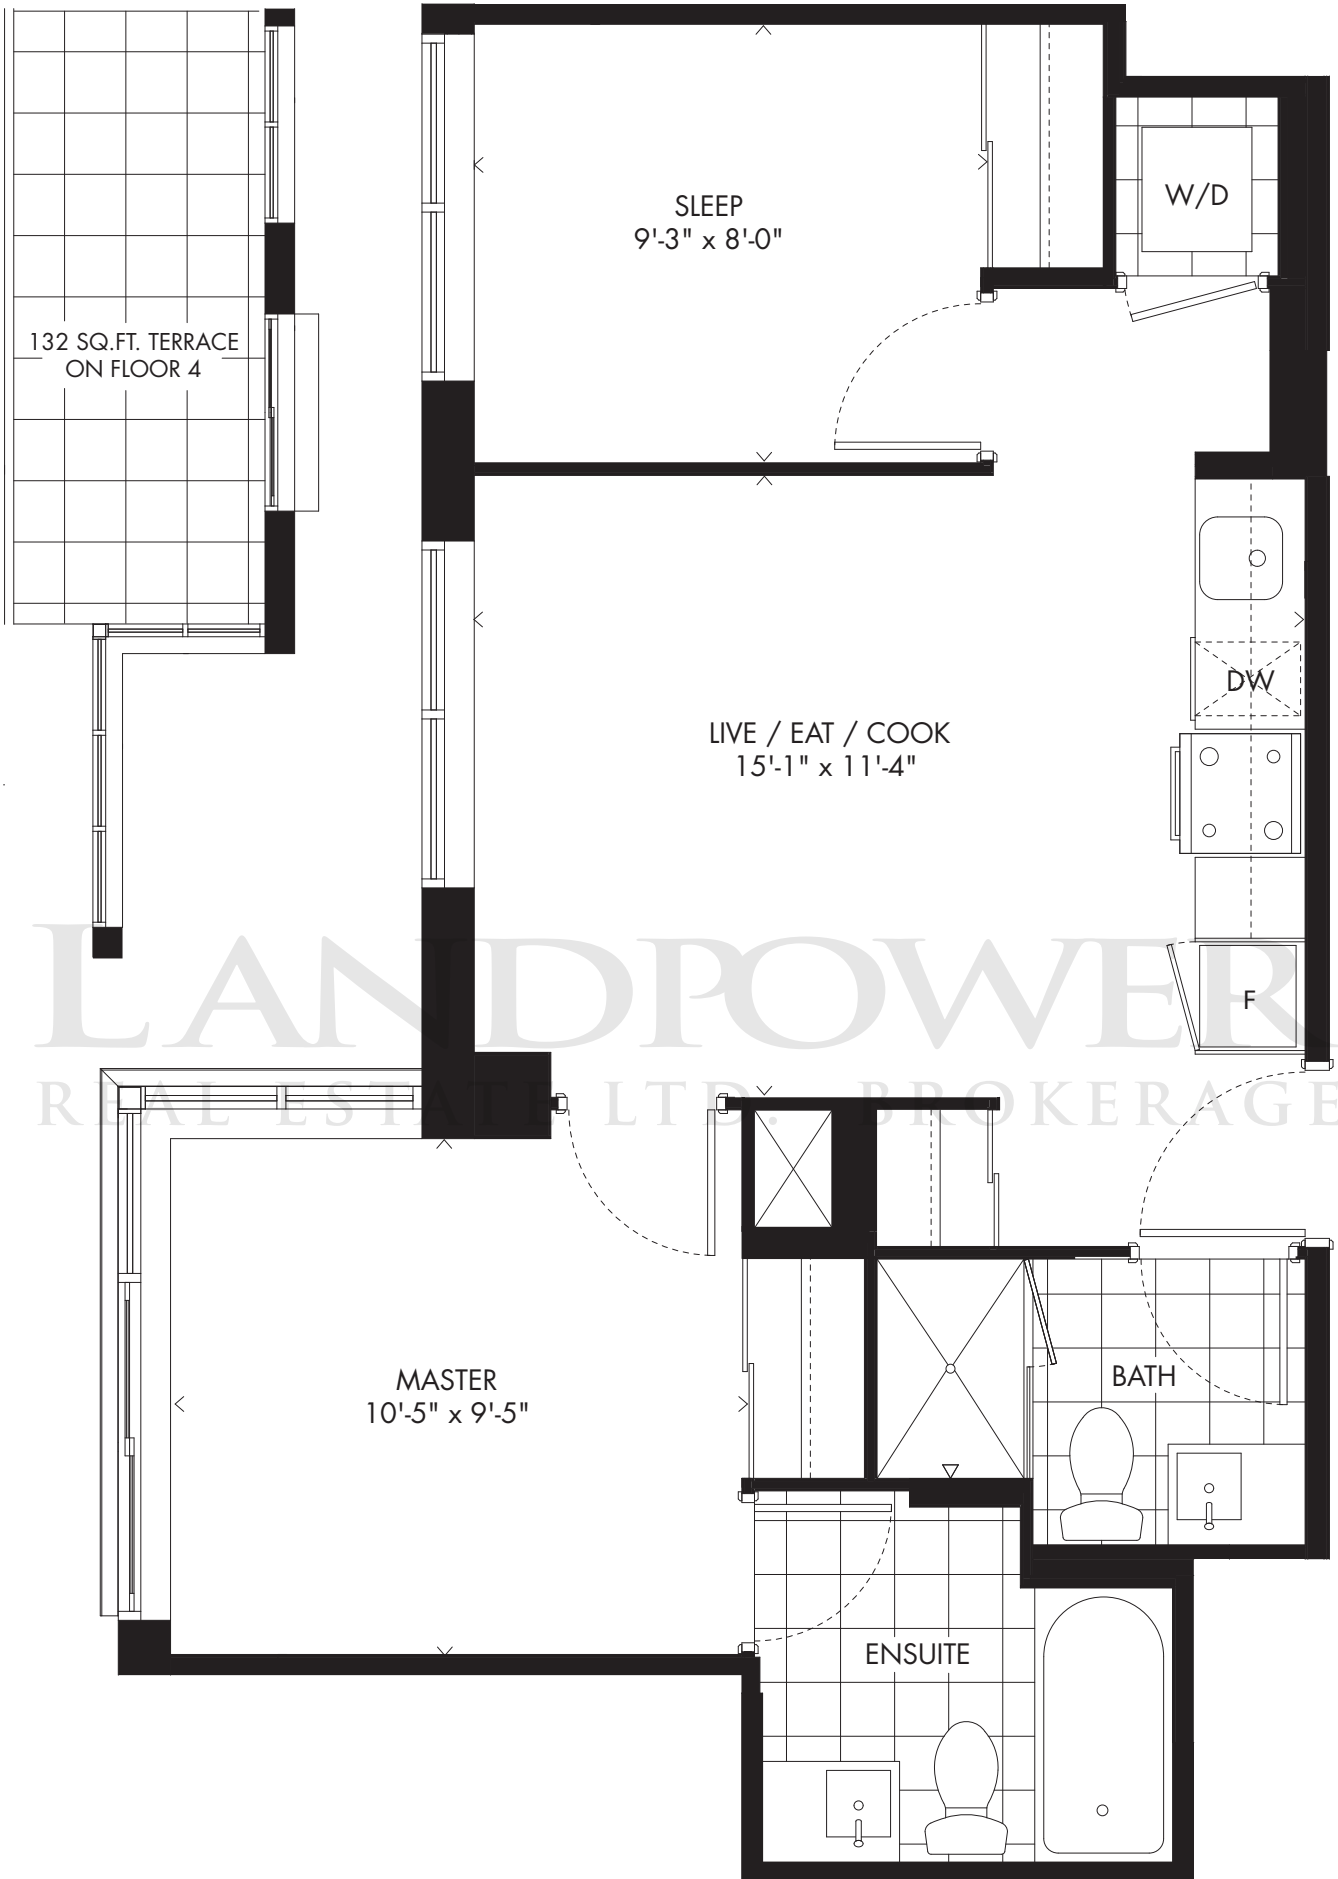 SLEEP
9'-3" x 8'-0"
W/D
132 SQ.FT. TERRACE
ON FLOOR 4
DW
LIVE / EAT / COOK
15'-1" x 11'-4"
LANDPOWER
F
REAL ESTATE LTD. BROKERAGE
MASTER
10'-5" x 9'-5"
BATH
ENSUITE